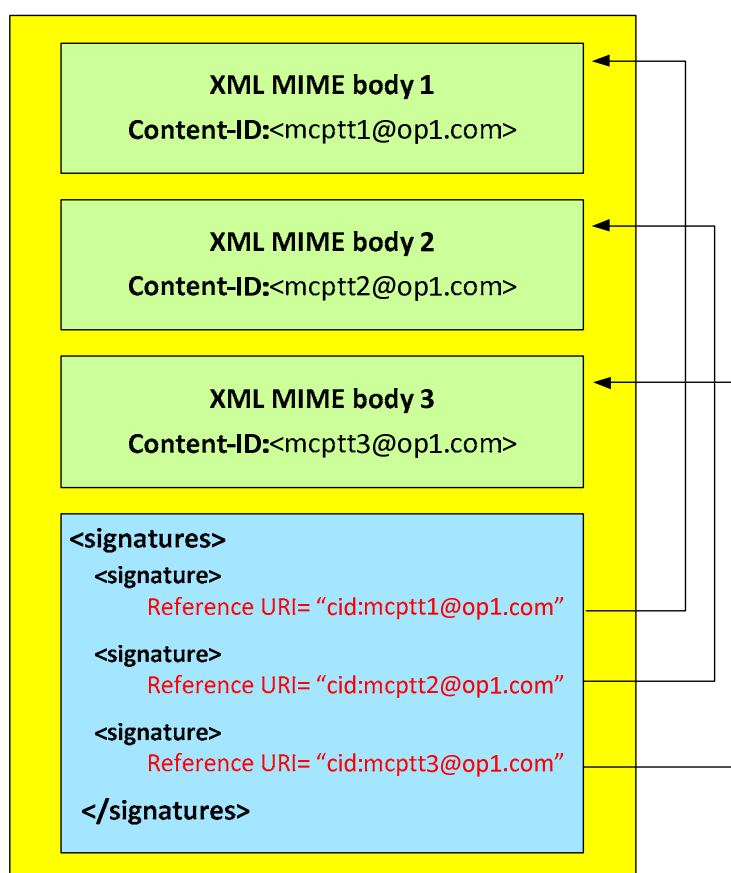 XML MIME body 1
Content-ID:<mcptt1@op1.com>
XML MIME body 2
Content-ID:<mcptt2@op1.com>
XML MIME body 3
Content-ID:<mcptt3@op1.com>
<signatures>
<signature>
Reference URI= “cid:mcptt1@op1.com”
<signature>
Reference URI= “cid:mcptt2@op1.com”
<signature>
Reference URI= “cid:mcptt3@op1.com”
</signatures>